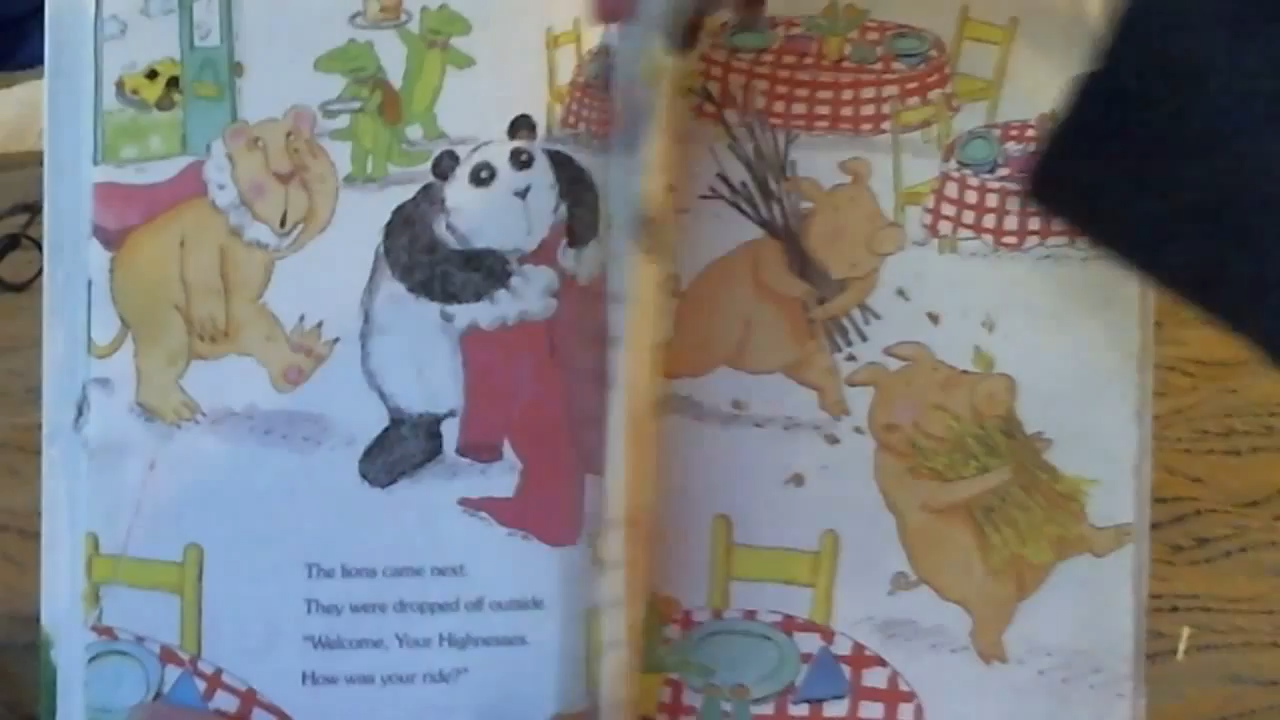 The lions came next.
They were dropped off outside.
"Welcome, Your Highnesses.
How was your ride?"